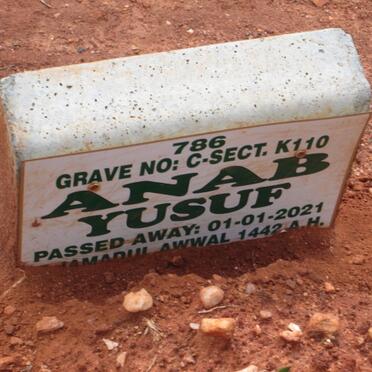 786
GRAVE NO: C-SECT. K110
ANAB
YUSUF
PASSED AWAY: 01-01-2021
JAMADUL AWWAL 1442 A.H.